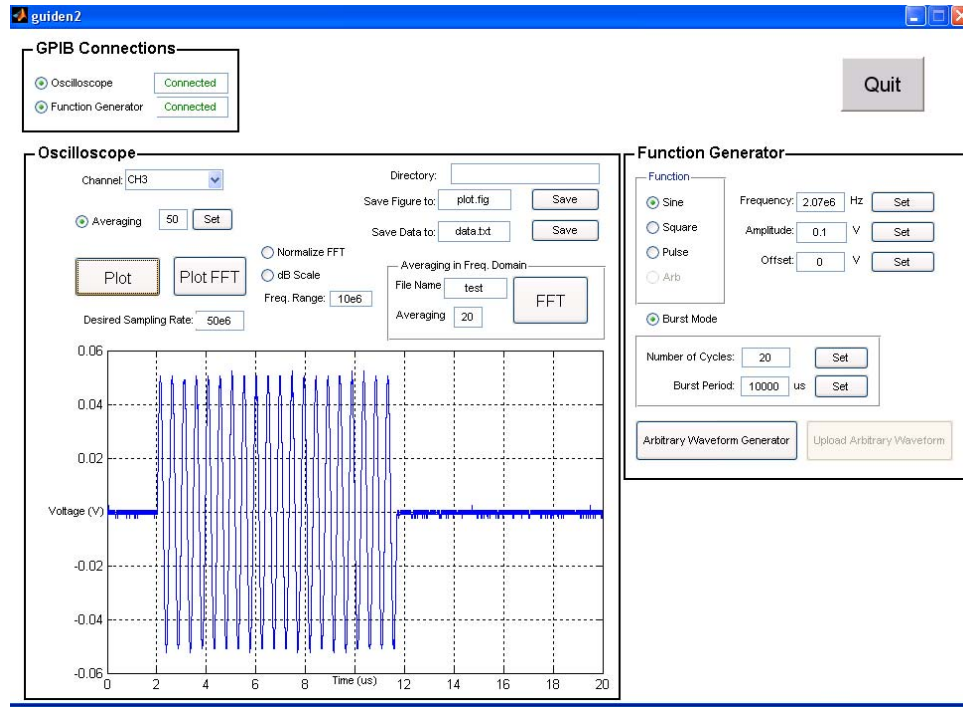 guiden2
GPIB Connections
Oscilloscope Connected
Function Generator Connected
Quit
Oscilloscope
Channel: CH3
Averaging 50 Set
Directory:
Save Figure to: plot.fig Save
Save Data to: data.txt Save
Plot
Plot FFT
Normalize FFT
dB Scale
Freq. Range: 10e6
Desired Sampling Rate: 50e6
Averaging in Freq. Domain
File Name test
Averaging 20
FFT
0.06
0.04
0.02
Voltage (V) 0
-0.02
-0.04
-0.06
0 2 4 6 8 Time (us) 12 14 16 18 20
Function Generator
Function
Sine
Square
Pulse
Arb
Frequency: 2.07e6 Hz Set
Amplitude: 0.1 V Set
Offset: 0 V Set
Burst Mode
Number of Cycles: 20 Set
Burst Period: 10000 us Set
Arbitrary Waveform Generator
Upload Arbitrary Waveform